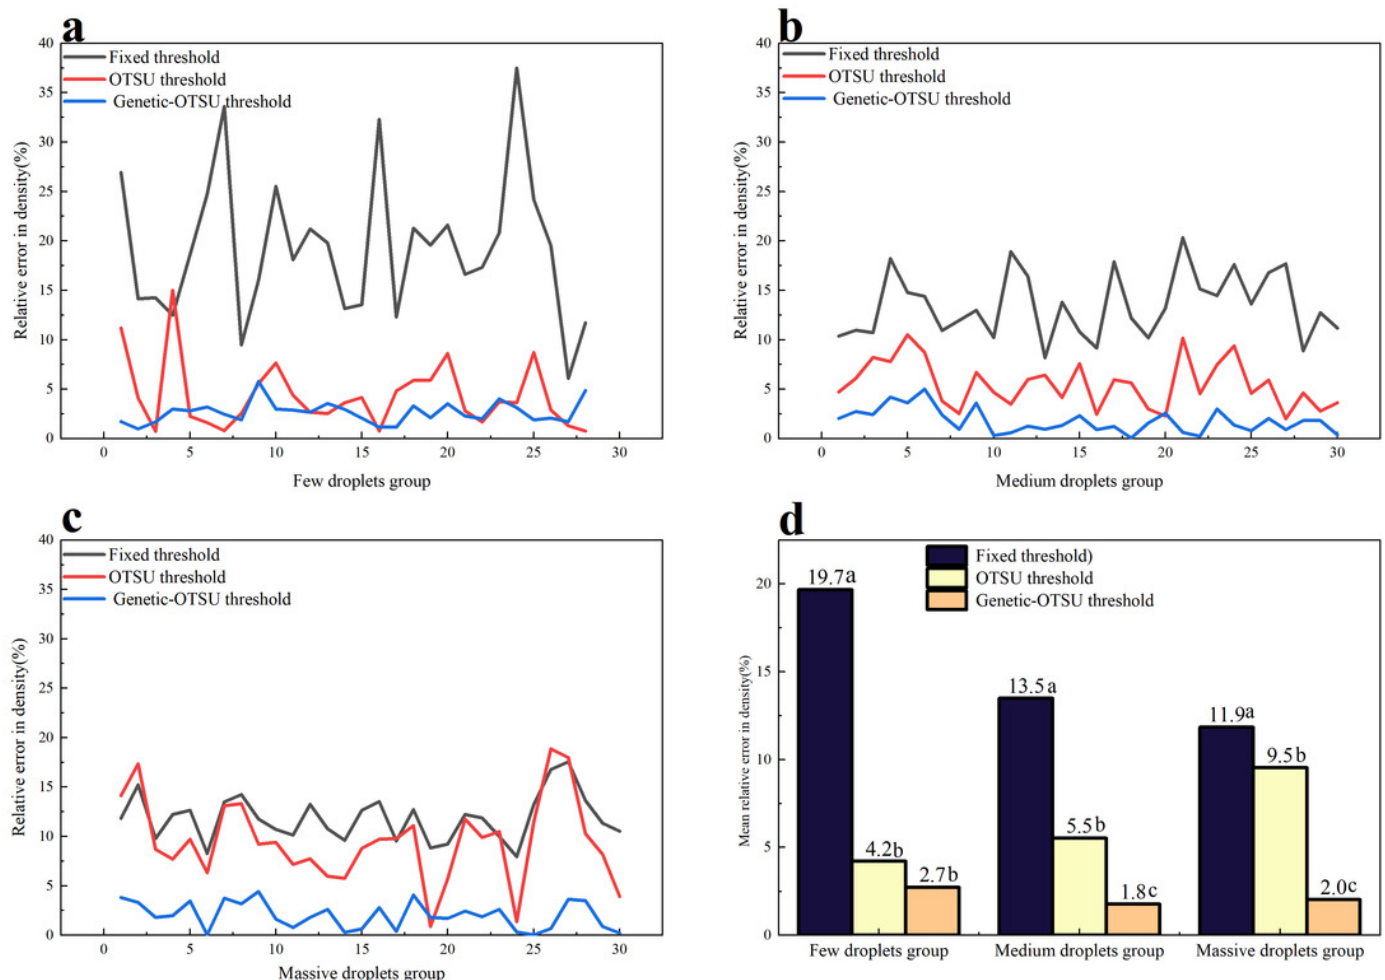 a
40
35
30
25
20
15
10
5
0
Relative error in density(%)
Fixed threshold
OTSU threshold
Genetic-OTSU threshold
0 5 10 15 20 25 30
Few droplets group
b
40
35
30
25
20
15
10
5
0
Relative error in density(%)
Fixed threshold
OTSU threshold
Genetic-OTSU threshold
0 5 10 15 20 25 30
Medium droplets group
c
40
35
30
25
20
15
10
5
0
Relative error in density(%)
Fixed threshold
OTSU threshold
Genetic-OTSU threshold
0 5 10 15 20 25 30
Massive droplets group
d
20
15
10
5
0
Mean relative error in density(%)
Fixed threshold)
OTSU threshold
Genetic-OTSU threshold
19.7a
4.2b
2.7b
13.5a
5.5b
1.8c
11.9a
9.5b
2.0c
Few droplets group Medium droplets group Massive droplets group